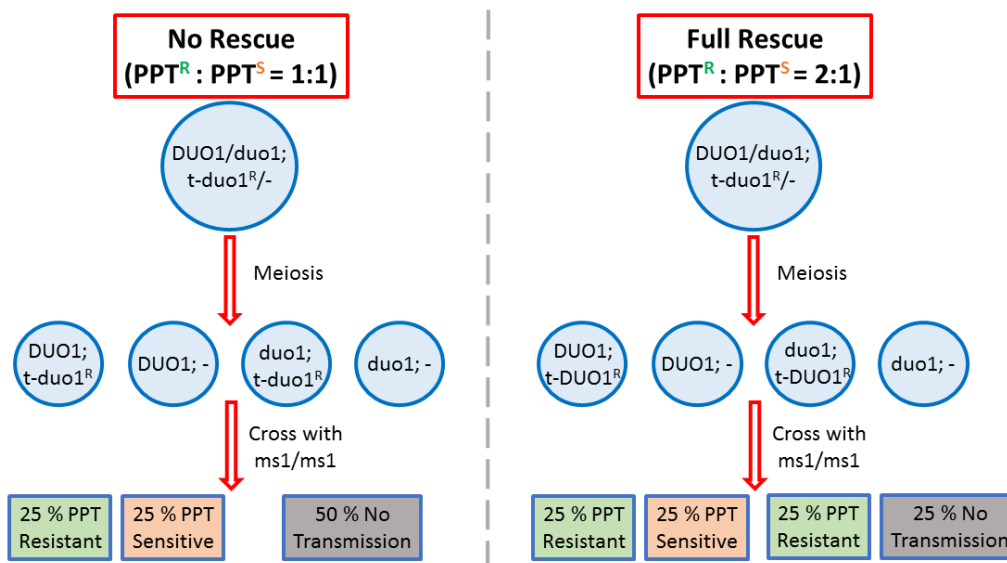 No Rescue
(PPTᴿ : PPTˢ = 1:1)
DUO1/duo1;
t-duo1ᴿ/-
Meiosis
DUO1;
t-duo1ᴿ
DUO1; -
duo1;
t-duo1ᴿ
duo1; -
Cross with
ms1/ms1
25 % PPT
Resistant
25 % PPT
Sensitive
50 % No
Transmission
Full Rescue
(PPTᴿ : PPTˢ = 2:1)
DUO1/duo1;
t-duo1ᴿ/-
Meiosis
DUO1;
t-DUO1ᴿ
DUO1; -
duo1;
t-DUO1ᴿ
duo1; -
Cross with
ms1/ms1
25 % PPT
Resistant
25 % PPT
Sensitive
25 % PPT
Resistant
25 % No
Transmission